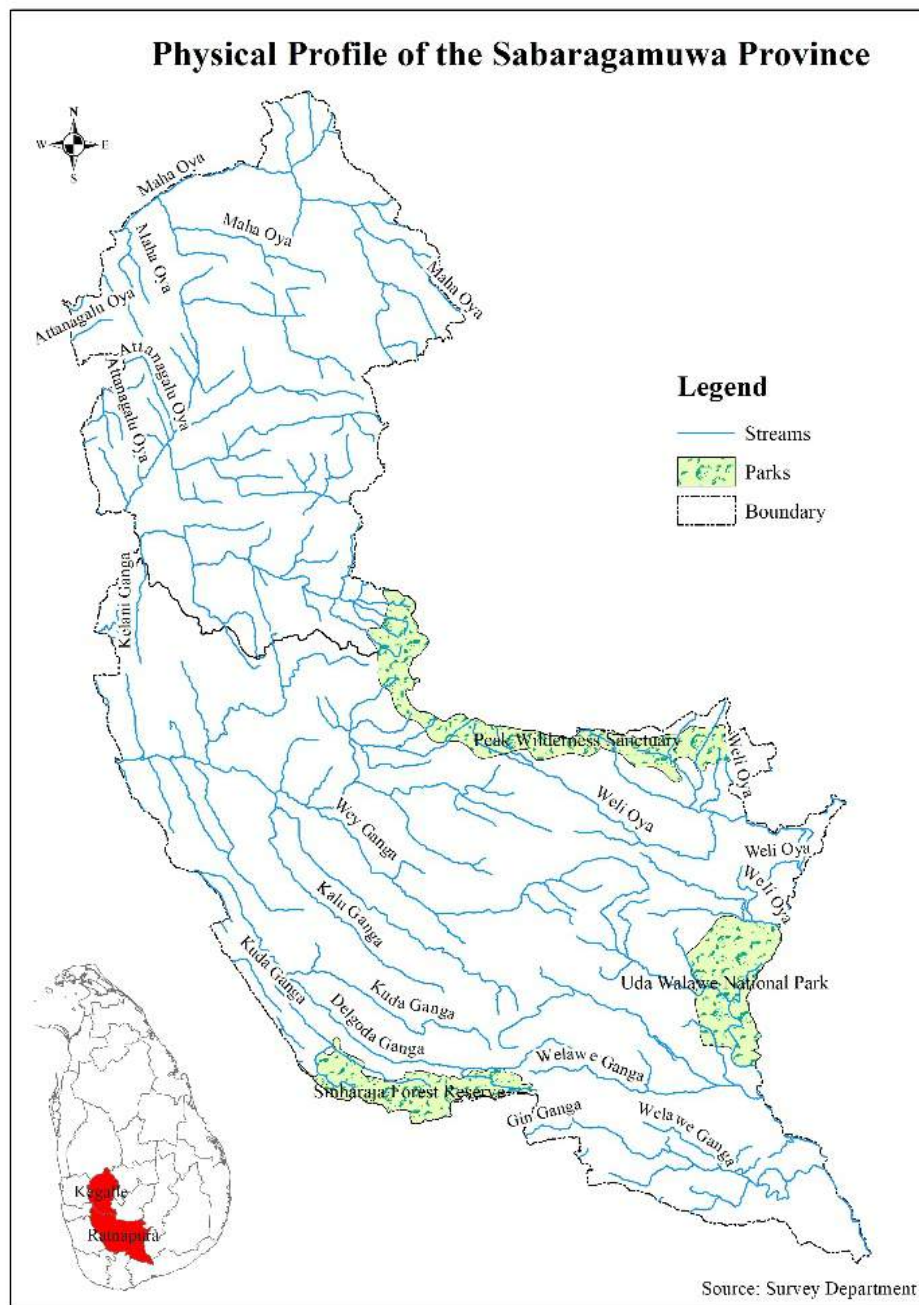 Physical Profile of the Sabaragamuwa Province
N
W
E
S
Maha Oya
Maha Oya
Maha Oya
Maha Oya
Attanagalu Oya
Attanagalu Oya
Attanagalu Oya
Legend
Streams
Parks
Boundary
Kelani Ganga
Peak Wilderness Sanctuary
Weli Oya
Weli Oya
Weli Oya
Weli Oya
Wey Ganga
Kalu Ganga
Kuda Ganga
Kuda Ganga
Delgoda Ganga
Uda Walawe National Park
Welawe Ganga
Sinharaja Forest Reserve
Gin Ganga
Welawe Ganga
Kegalle
Ratnapura
Source: Survey Department